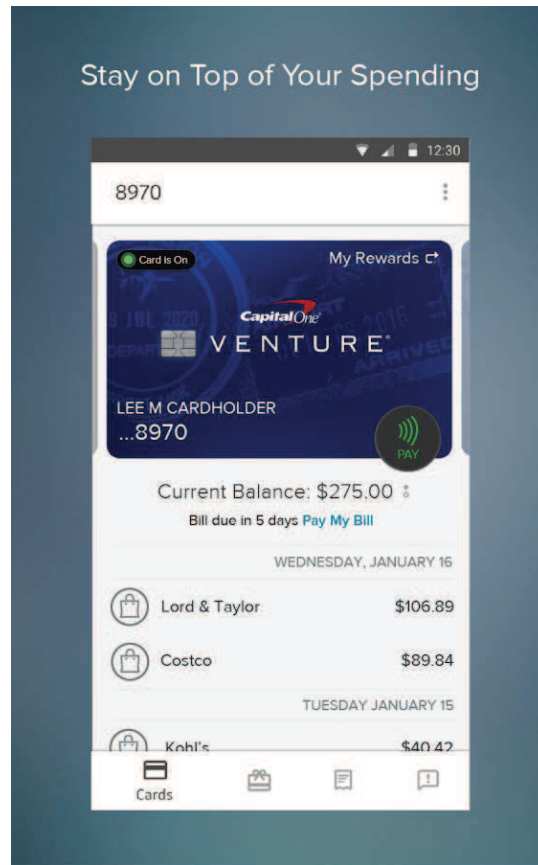 Stay on Top of Your Spending
12:30
8970
Card is On
My Rewards
CapitalOne®
VENTURE®
LEE M CARDHOLDER
...8970
PAY
Current Balance: $275.00
Bill due in 5 days Pay My Bill
WEDNESDAY, JANUARY 16
Lord & Taylor $106.89
Costco $89.84
TUESDAY JANUARY 15
Kohl's $40.42
Cards